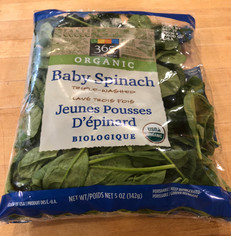 365
ORGANIC
Baby Spinach
TRIPLE-WASHED
LAVÉ TROIS FOIS
Jeunes Pousses
D'épinard
BIOLOGIQUE
USDA
ORGANIC
NET WT/POIDS NET 5 OZ (142g)